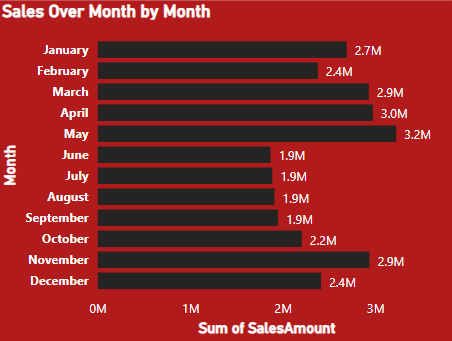 Sales Over Month by Month
January 2.7M
February 2.4M
March 2.9M
April 3.0M
May 3.2M
June 1.9M
July 1.9M
August 1.9M
September 1.9M
October 2.2M
November 2.9M
December 2.4M
Month
0M 1M 2M 3M
Sum of SalesAmount